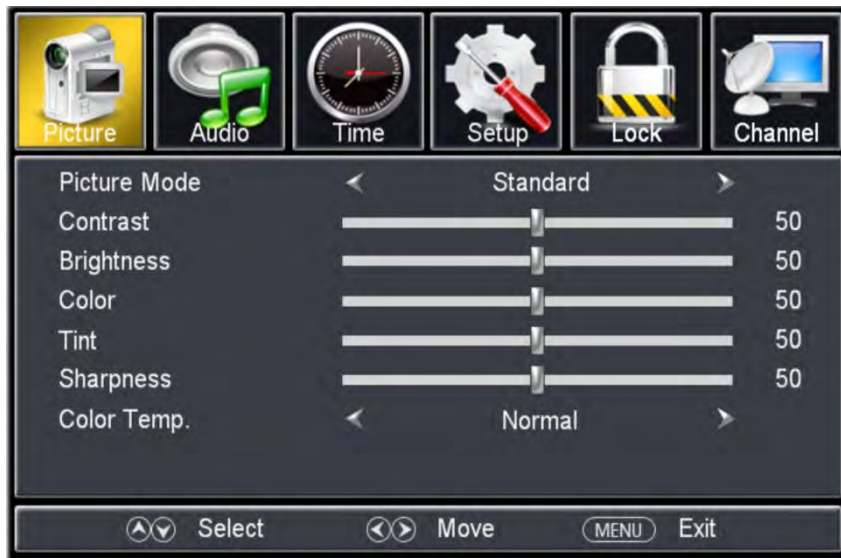 Picture Audio Time Setup Lock Channel
Picture Mode Standard
Contrast 50
Brightness 50
Color 50
Tint 50
Sharpness 50
Color Temp. Normal
Select Move MENU Exit